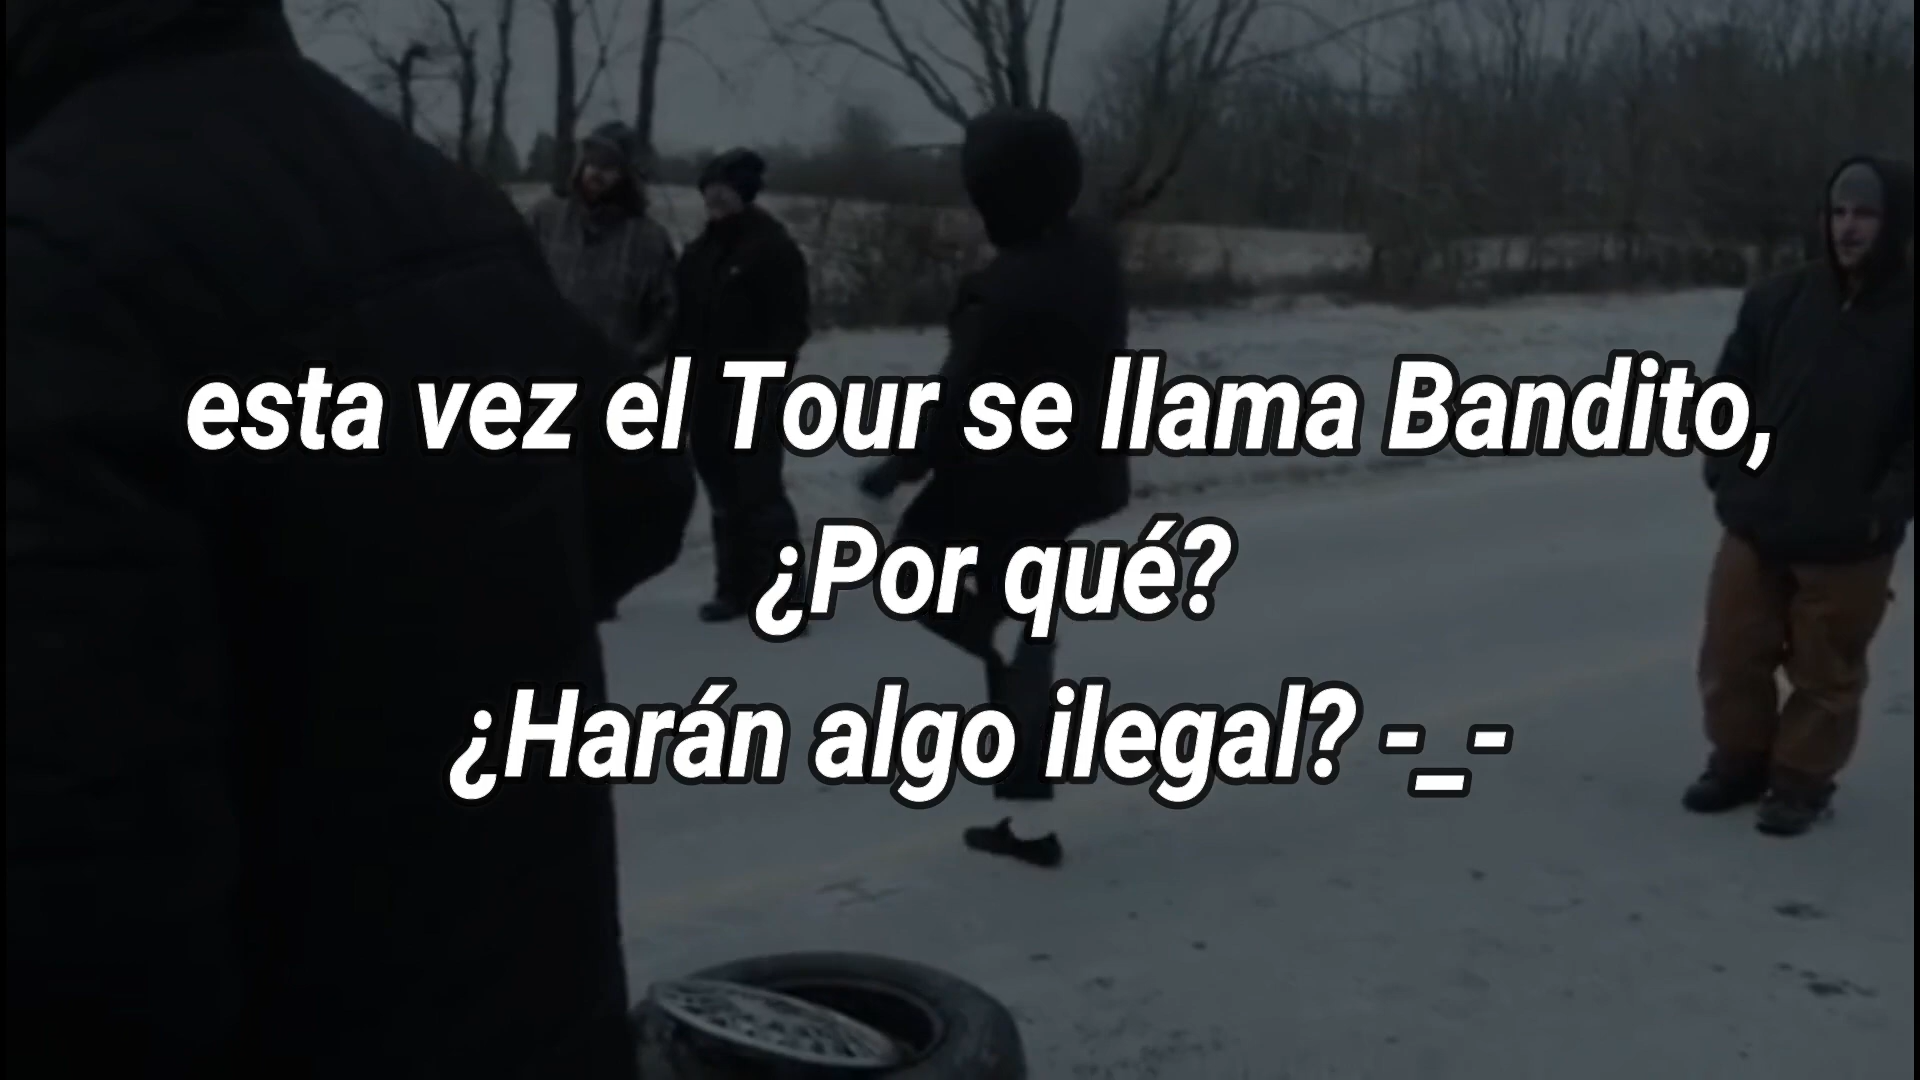 esta vez el Tour se llama Bandito,
¿Por qué?
¿Harán algo ilegal? -_-